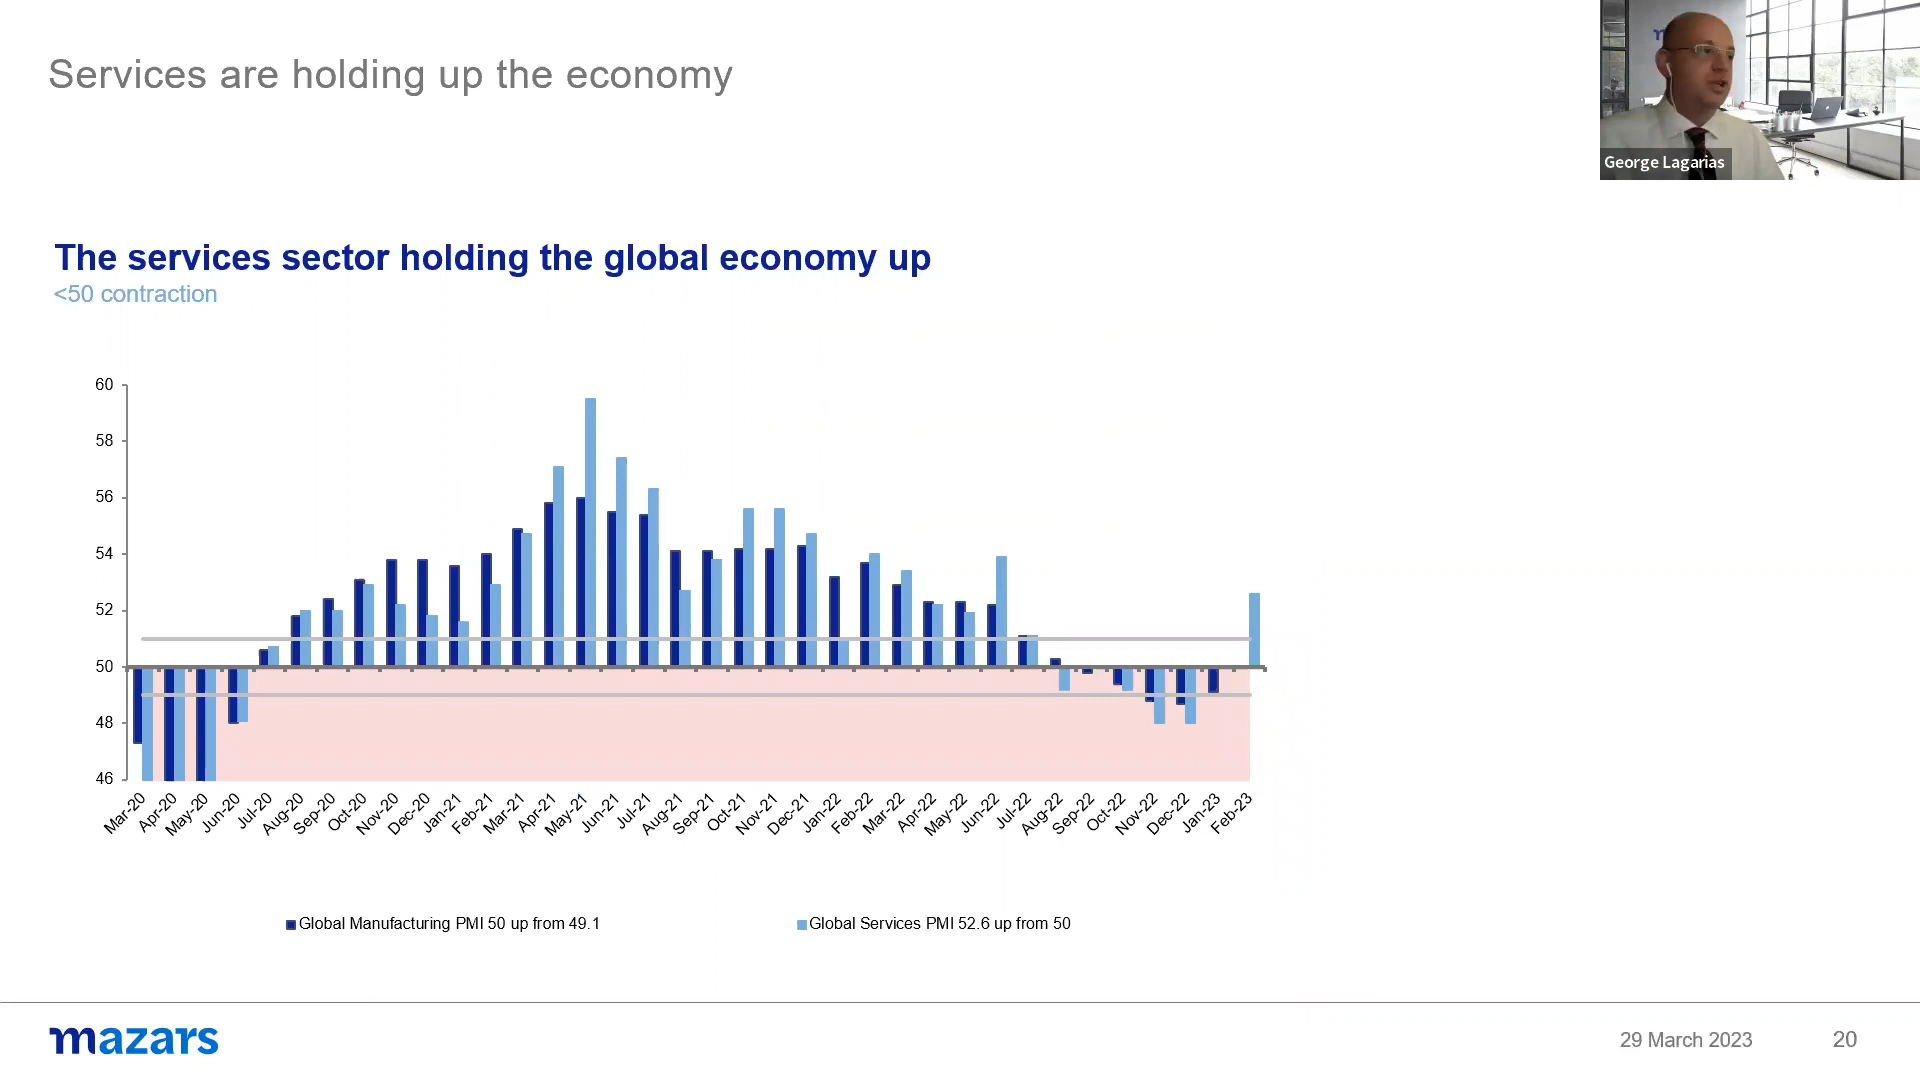 Services are holding up the economy
George Lagarias
The services sector holding the global economy up
<50 contraction
60
58
56
54
52
50
48
46
Mar-20
Apr-20
May-20
Jun-20
Jul-20
Aug-20
Sep-20
Oct-20
Nov-20
Dec-20
Jan-21
Feb-21
Mar-21
Apr-21
May-21
Jun-21
Jul-21
Aug-21
Sep-21
Oct-21
Nov-21
Dec-21
Jan-22
Feb-22
Mar-22
Apr-22
May-22
Jun-22
Jul-22
Aug-22
Sep-22
Oct-22
Nov-22
Dec-22
Jan-23
Feb-23
Global Manufacturing PMI 50 up from 49.1
Global Services PMI 52.6 up from 50
mazars
29 March 2023
20